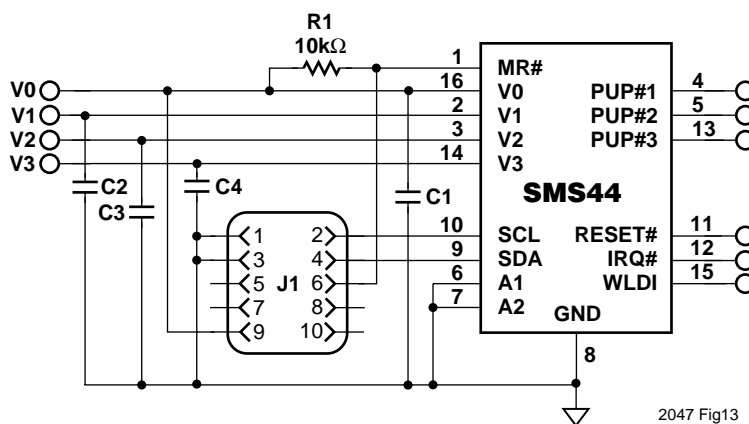 R1
10kΩ
V0
V1
V2
V3
C2
C3
C4
C1
1
16
2
3
14
10
9
6
7
MR#
V0
V1
V2
V3
SMS44
SCL
SDA
A1
A2
GND
8
PUP#1
PUP#2
PUP#3
RESET#
IRQ#
WLDI
4
5
13
11
12
15
J1
1 2
3 4
5 6
7 8
9 10
2047 Fig13